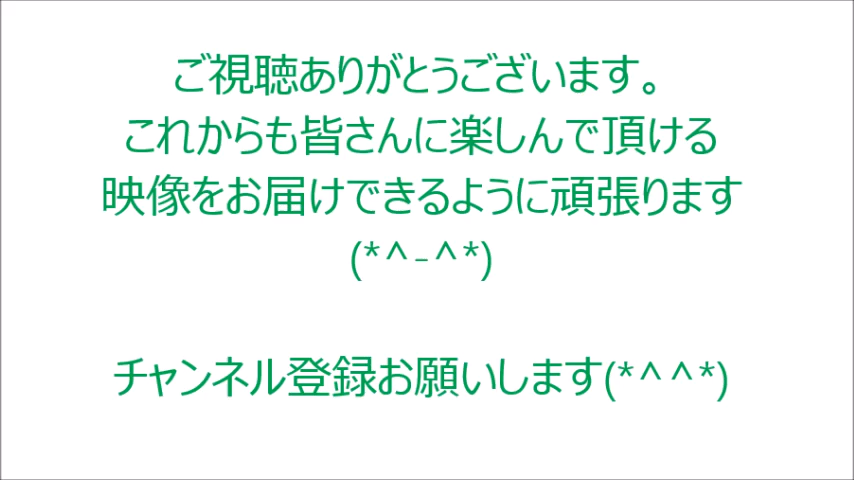 ご視聴ありがとうございます。
これからも皆さんに楽しんで頂ける
映像をお届けできるように頑張ります
(*^-^*)
チャンネル登録お願いします(*^^*)